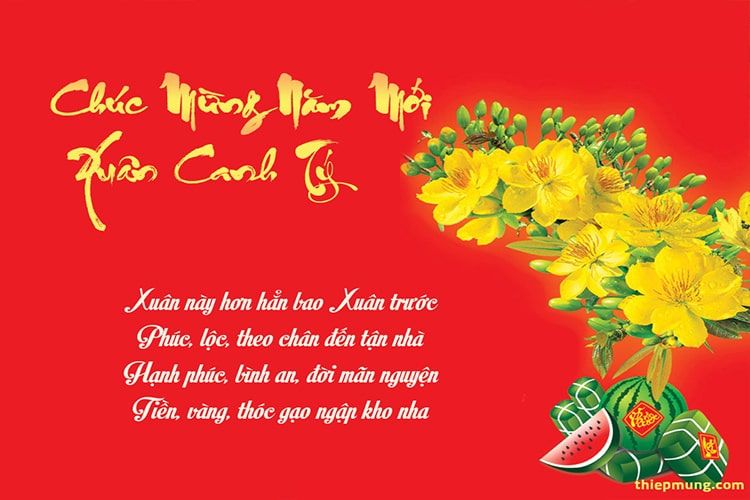 Chúc Mừng Năm Mới
Xuân Canh Tý
Xuân này hơn hẳn bao Xuân trước
Phúc, lộc, theo chân đến tận nhà
Hạnh phúc, bình an, đời mãn nguyện
Tiền, vàng, thóc gạo ngập kho nha
thiepmung.com